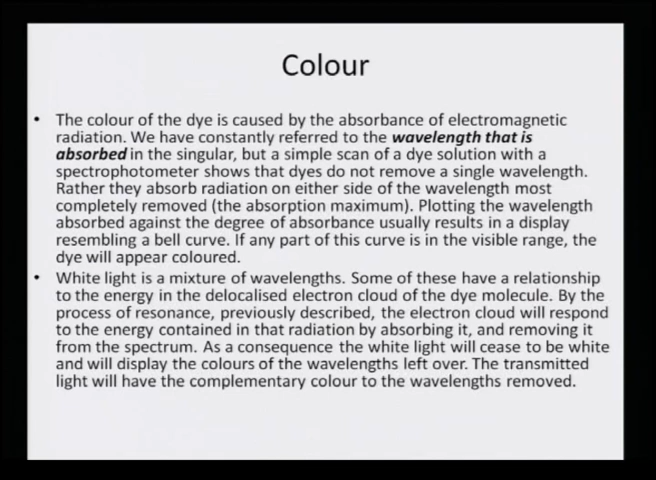 Colour
• The colour of the dye is caused by the absorbance of electromagnetic
radiation. We have constantly referred to the wavelength that is
absorbed in the singular, but a simple scan of a dye solution with a
spectrophotometer shows that dyes do not remove a single wavelength.
Rather they absorb radiation on either side of the wavelength most
completely removed (the absorption maximum). Plotting the wavelength
absorbed against the degree of absorbance usually results in a display
resembling a bell curve. If any part of this curve is in the visible range, the
dye will appear coloured.
• White light is a mixture of wavelengths. Some of these have a relationship
to the energy in the delocalised electron cloud of the dye molecule. By the
process of resonance, previously described, the electron cloud will respond
to the energy contained in that radiation by absorbing it, and removing it
from the spectrum. As a consequence the white light will cease to be white
and will display the colours of the wavelengths left over. The transmitted
light will have the complementary colour to the wavelengths removed.